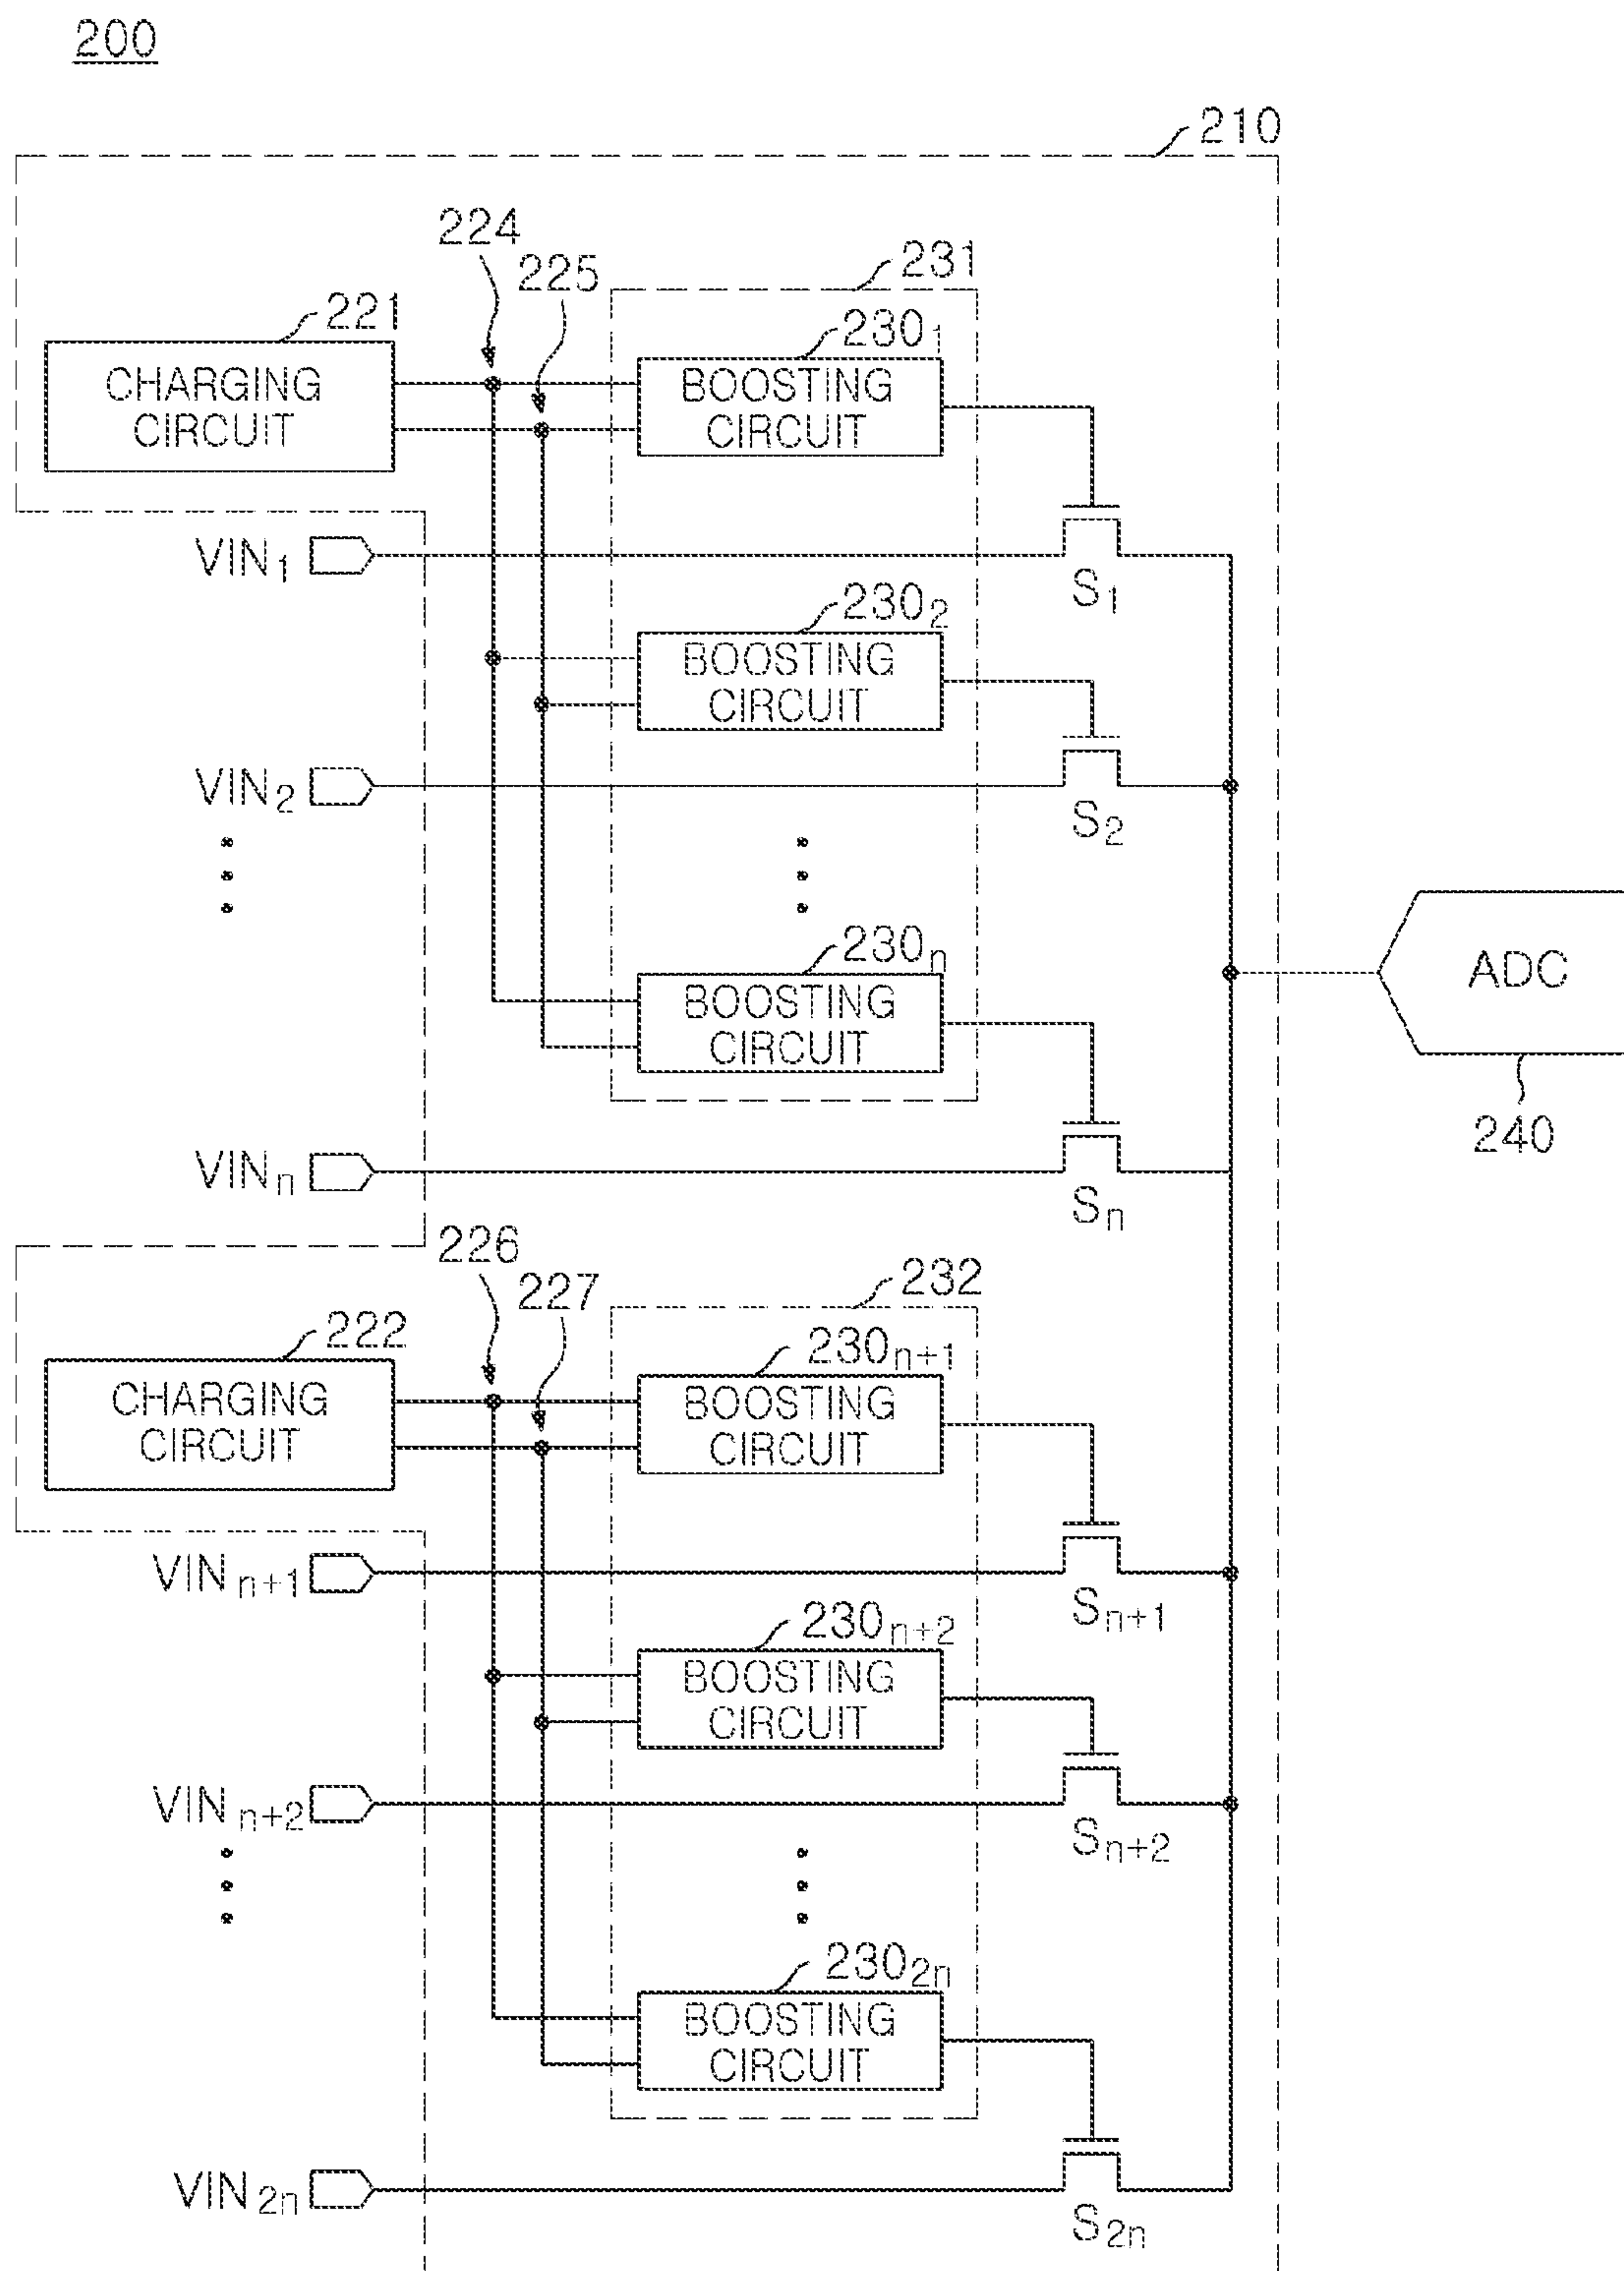 200
210
224
225
231
221
230₁
CHARGING
CIRCUIT
BOOSTING
CIRCUIT
VIN₁
S₁
230₂
BOOSTING
CIRCUIT
VIN₂
S₂
230ₙ
BOOSTING
CIRCUIT
ADC
240
VINₙ
Sₙ
226
227
232
222
230ₙ₊₁
CHARGING
CIRCUIT
BOOSTING
CIRCUIT
VINₙ₊₁
Sₙ₊₁
230ₙ₊₂
BOOSTING
CIRCUIT
VINₙ₊₂
Sₙ₊₂
230₂ₙ
BOOSTING
CIRCUIT
VIN₂ₙ
S₂ₙ